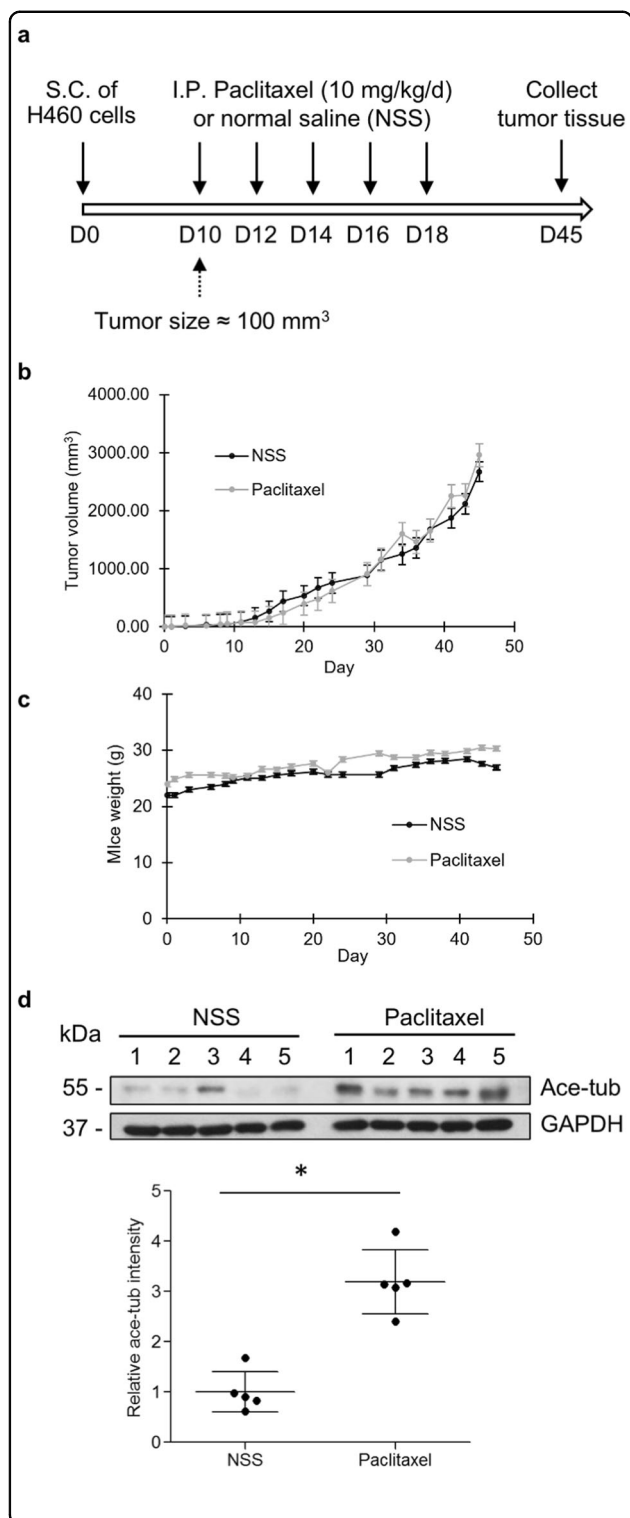 a
S.C. of
H460 cells
I.P. Paclitaxel (10 mg/kg/d)
or normal saline (NSS)
Collect
tumor tissue
D0 D10 D12 D14 D16 D18 D45
Tumor size ≈ 100 mm³
b
4000.00
3000.00
2000.00
1000.00
0.00
Tumor volume (mm³)
NSS
Paclitaxel
0 10 20 30 40 50
Day
c
40
30
20
10
0
MIce weight (g)
NSS
Paclitaxel
0 10 20 30 40 50
Day
d
NSS Paclitaxel
kDa
1 2 3 4 5 1 2 3 4 5
55 - Ace-tub
37 - GAPDH
*
5
4
3
2
1
0
Relative ace-tub intensity
NSS Paclitaxel